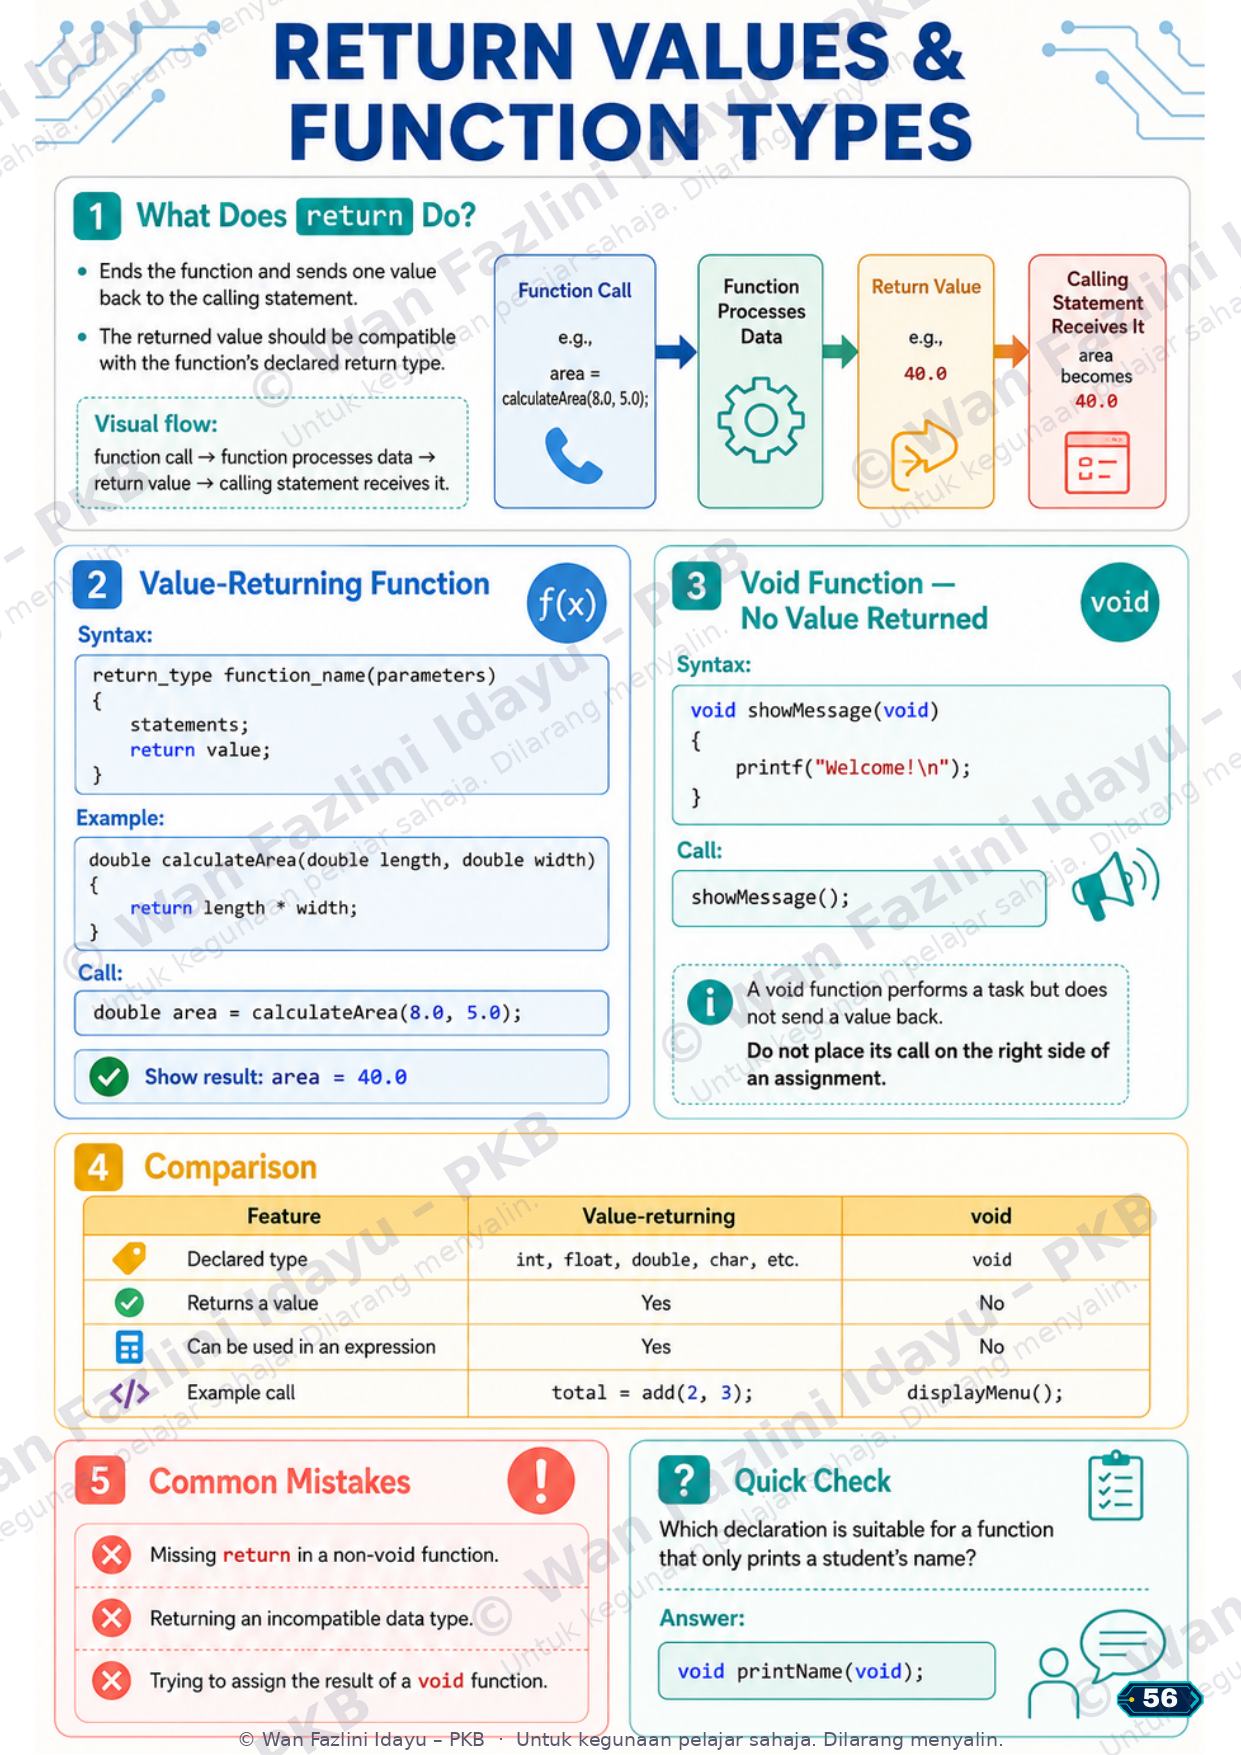 RETURN VALUES &
FUNCTION TYPES
1 What Does return Do?
• Ends the function and sends one value
back to the calling statement.
• The returned value should be compatible
with the function's declared return type.
Visual flow:
function call → function processes data →
return value → calling statement receives it.
Function Call
e.g.,
area =
calculateArea(8.0, 5.0);
Function
Processes
Data
Return Value
e.g.,
40.0
Calling
Statement
Receives It
area
becomes
40.0
2 Value-Returning Function
f(x)
Syntax:
return_type function_name(parameters)
{
statements;
return value;
}
Example:
double calculateArea(double length, double width)
{
return length * width;
}
Call:
double area = calculateArea(8.0, 5.0);
Show result: area = 40.0
3 Void Function —
No Value Returned
void
Syntax:
void showMessage(void)
{
printf("Welcome!\n");
}
Call:
showMessage();
i
A void function performs a task but does
not send a value back.
Do not place its call on the right side of
an assignment.
4 Comparison
Feature Value-returning void
Declared type int, float, double, char, etc. void
Returns a value Yes No
Can be used in an expression Yes No
</> Example call total = add(2, 3); displayMenu();
5 Common Mistakes
!
Missing return in a non-void function.
Returning an incompatible data type.
Trying to assign the result of a void function.
? Quick Check
Which declaration is suitable for a function
that only prints a student's name?
Answer:
void printName(void);
56
© Wan Fazlini Idayu – PKB · Untuk kegunaan pelajar sahaja. Dilarang menyalin.
© Wan Fazlini Idayu – PKB
Untuk kegunaan pelajar sahaja. Dilarang menyalin.